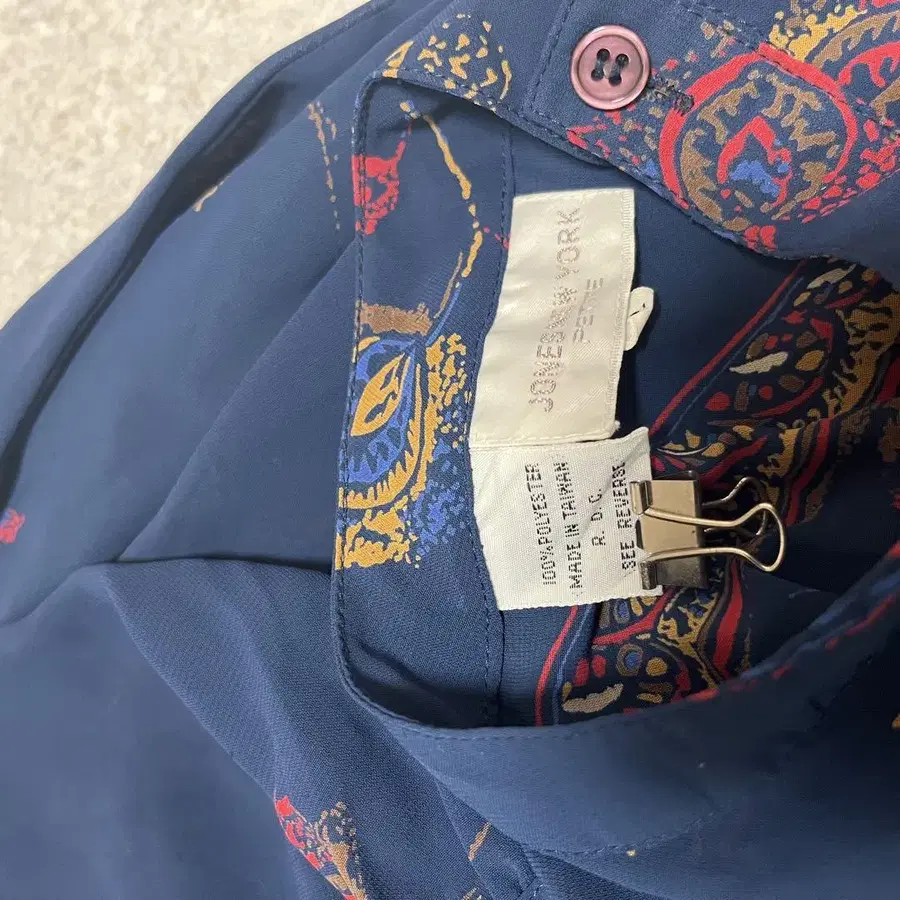 JONES NEW YORK
PETITE
100% POLYESTER
MADE IN TAIWAN
R. O. C.
SEE REVERSE